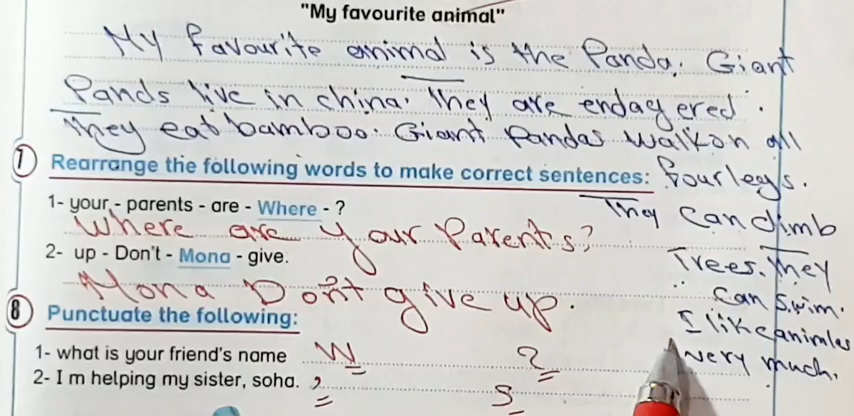 "My favourite animal"
My favourite animal is the Panda. Giant
Pands live in china. They are endagered.
They eat bamboo. Giant Pandas walk on all
four legs.
They can climb
Trees. They
can swim.
I like animles
very much.
7 Rearrange the following words to make correct sentences:
1- your - parents - are - Where - ?
Where are your Parents?
2- up - Don't - Mona - give.
Mona Don't give up.
8 Punctuate the following:
1- what is your friend's name W ?
2- I m helping my sister, soha. , S